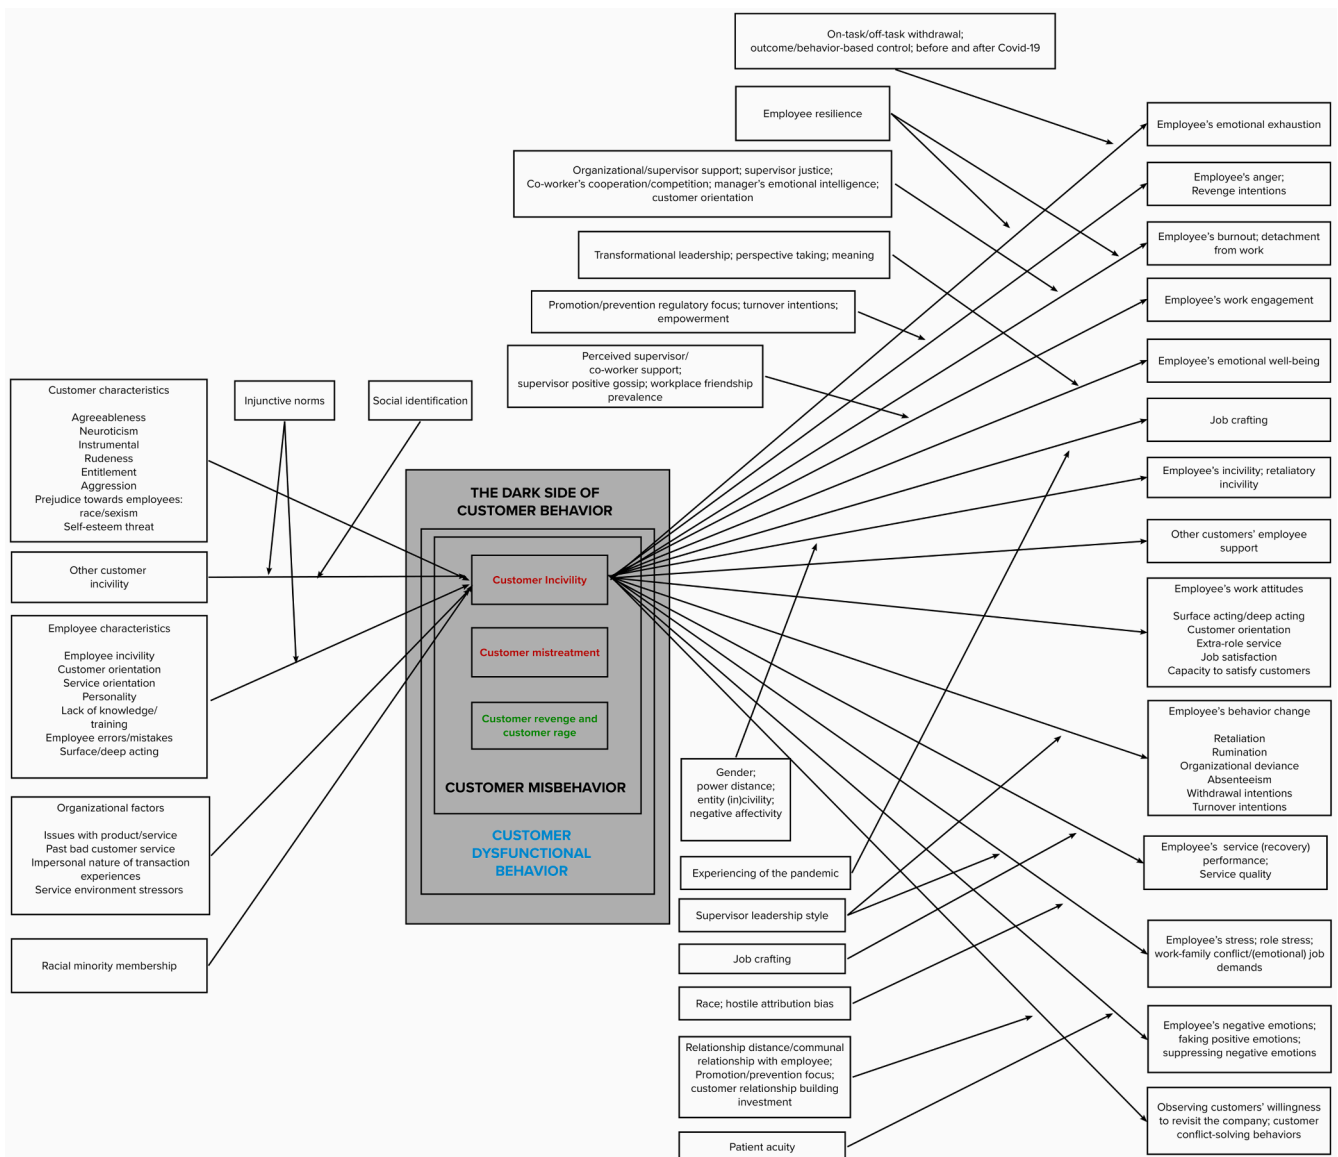 On-task/off-task withdrawal;
outcome/behavior-based control; before and after Covid-19
Employee resilience
Organizational/supervisor support; supervisor justice;
Co-worker's cooperation/competition; manager's emotional intelligence;
customer orientation
Transformational leadership; perspective taking; meaning
Promotion/prevention regulatory focus; turnover intentions;
empowerment
Perceived supervisor/
co-worker support;
supervisor positive gossip; workplace friendship
prevalence
Customer characteristics
Agreeableness
Neuroticism
Instrumental
Rudeness
Entitlement
Aggression
Prejudice towards employees:
race/sexism
Self-esteem threat
Injunctive norms
Social identification
Other customer
incivility
Employee characteristics
Employee incivility
Customer orientation
Service orientation
Personality
Lack of knowledge/
training
Employee errors/mistakes
Surface/deep acting
Organizational factors
Issues with product/service
Past bad customer service
Impersonal nature of transaction
experiences
Service environment stressors
Racial minority membership
THE DARK SIDE OF
CUSTOMER BEHAVIOR
Customer Incivility
Customer mistreatment
Customer revenge and
customer rage
CUSTOMER MISBEHAVIOR
CUSTOMER
DYSFUNCTIONAL
BEHAVIOR
Gender;
power distance;
entity (in)civility;
negative affectivity
Experiencing of the pandemic
Supervisor leadership style
Job crafting
Race; hostile attribution bias
Relationship distance/communal
relationship with employee;
Promotion/prevention focus;
customer relationship building
investment
Patient acuity
Employee's emotional exhaustion
Employee's anger;
Revenge intentions
Employee's burnout; detachment
from work
Employee's work engagement
Employee's emotional well-being
Job crafting
Employee's incivility; retaliatory
incivility
Other customers' employee
support
Employee's work attitudes
Surface acting/deep acting
Customer orientation
Extra-role service
Job satisfaction
Capacity to satisfy customers
Employee's behavior change
Retaliation
Rumination
Organizational deviance
Absenteeism
Withdrawal intentions
Turnover intentions
Employee's service (recovery)
performance;
Service quality
Employee's stress; role stress;
work-family conflict/(emotional) job
demands
Employee's negative emotions;
faking positive emotions;
suppressing negative emotions
Observing customers' willingness
to revisit the company; customer
conflict-solving behaviors